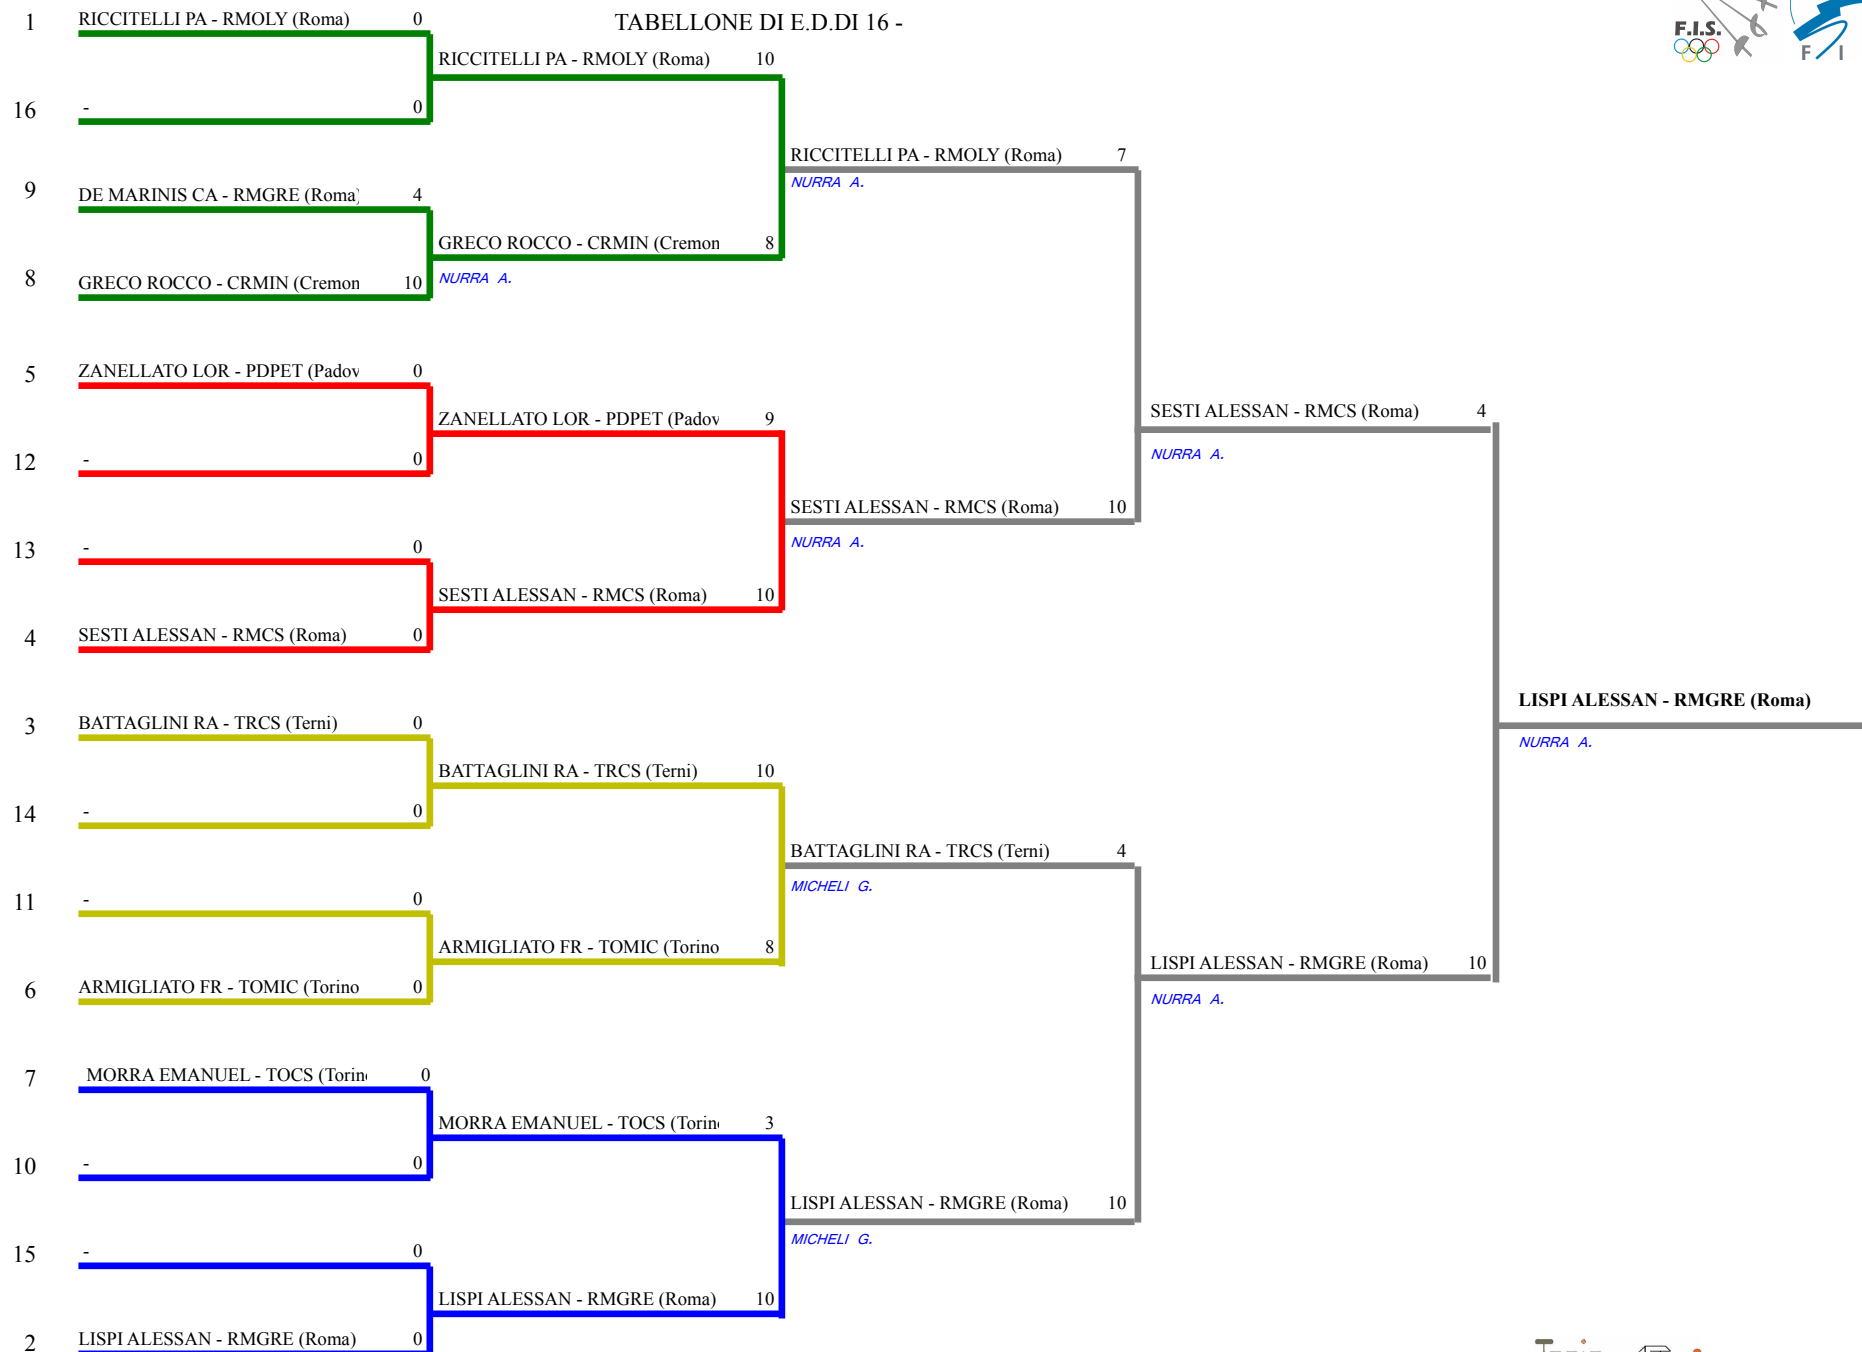 TABELLONE DI E.D.DI 16 -
F.I.S.
F I
1 RICCITELLI PA - RMOLY (Roma) 0
RICCITELLI PA - RMOLY (Roma) 10
16 - 0
RICCITELLI PA - RMOLY (Roma) 7
NURRA A.
9 DE MARINIS CA - RMGRE (Roma) 4
GRECO ROCCO - CRMIN (Cremon 8
NURRA A.
8 GRECO ROCCO - CRMIN (Cremon 10
5 ZANELLATO LOR - PDPET (Padov 0
ZANELLATO LOR - PDPET (Padov 9
SESTI ALESSAN - RMCS (Roma) 4
NURRA A.
12 - 0
SESTI ALESSAN - RMCS (Roma) 10
NURRA A.
13 - 0
SESTI ALESSAN - RMCS (Roma) 10
4 SESTI ALESSAN - RMCS (Roma) 0
LISPI ALESSAN - RMGRE (Roma)
NURRA A.
3 BATTAGLINI RA - TRCS (Terni) 0
BATTAGLINI RA - TRCS (Terni) 10
14 - 0
BATTAGLINI RA - TRCS (Terni) 4
MICHELI G.
11 - 0
ARMIGLIATO FR - TOMIC (Torino 8
LISPI ALESSAN - RMGRE (Roma) 10
NURRA A.
6 ARMIGLIATO FR - TOMIC (Torino 0
7 MORRA EMANUEL - TOCS (Torin 0
MORRA EMANUEL - TOCS (Torin 3
10 - 0
LISPI ALESSAN - RMGRE (Roma) 10
MICHELI G.
15 - 0
LISPI ALESSAN - RMGRE (Roma) 10
2 LISPI ALESSAN - RMGRE (Roma) 0